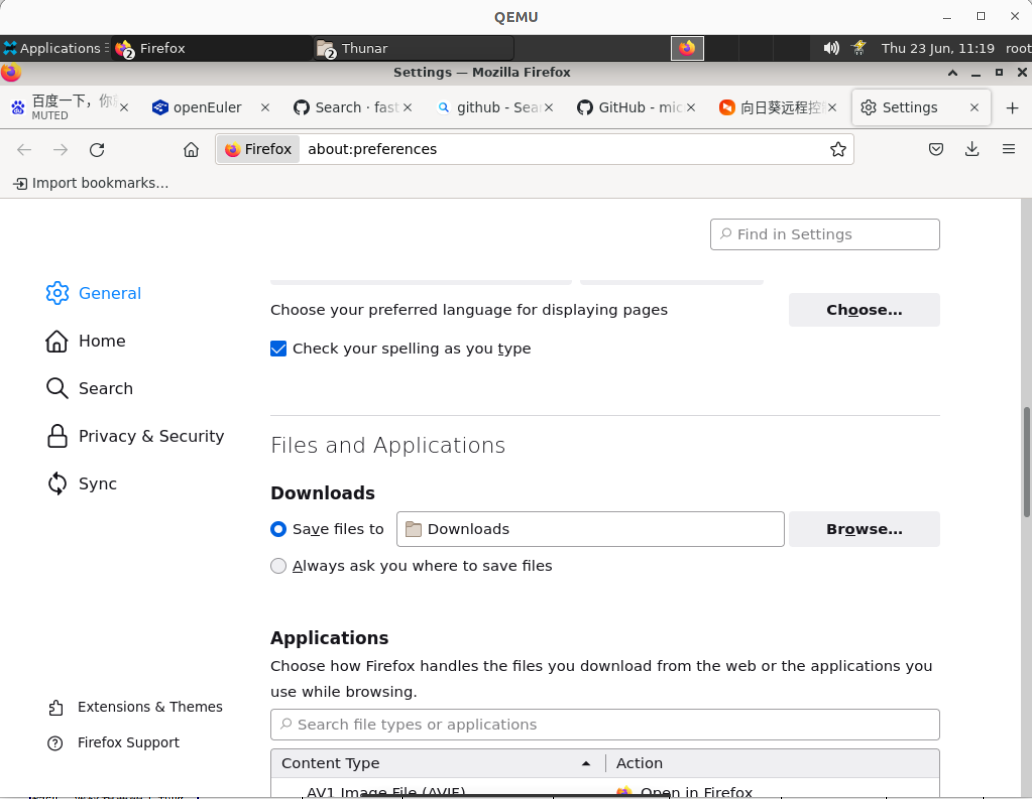 QEMU
Applications Firefox Thunar Thu 23 Jun, 11:19 root
Settings — Mozilla Firefox
百度一下，你 openEuler Search · fast github - Sear GitHub - mic 向日葵远程控 Settings
MUTED
Firefox about:preferences
Import bookmarks...
Find in Settings
General
Home
Search
Privacy & Security
Sync
Extensions & Themes
Firefox Support
Choose your preferred language for displaying pages Choose...
Check your spelling as you type
Files and Applications
Downloads
Save files to Downloads Browse...
Always ask you where to save files
Applications
Choose how Firefox handles the files you download from the web or the applications you
use while browsing.
Search file types or applications
Content Type Action
AV1 Image File (AVIF) Open in Firefox